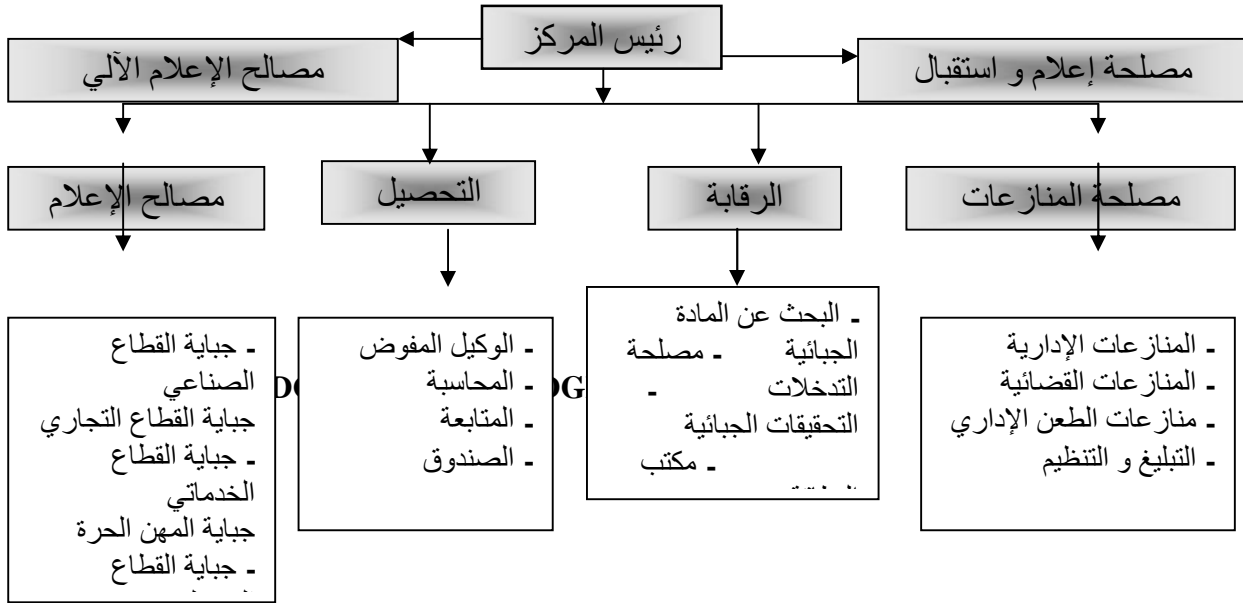 رئيس المركز
مصلحة إعلام و استقبال
مصالح الإعلام الآلي
مصلحة المنازعات
الرقابة
التحصيل
مصالح الإعلام
ـ المنازعات الإدارية
ـ المنازعات القضائية
ـ منازعات الطعن الإداري
ـ التبليغ و التنظيم
ـ البحث عن المادة
الجبائية ـ مصلحة
التدخلات ـ
التحقيقات الجبائية
ـ مكتب
ـ الوكيل المفوض
ـ المحاسبة
ـ المتابعة
ـ الصندوق
ـ جباية القطاع
الصناعي
جباية القطاع التجاري
ـ جباية القطاع
الخدماتي
جباية المهن الحرة
ـ جباية القطاع